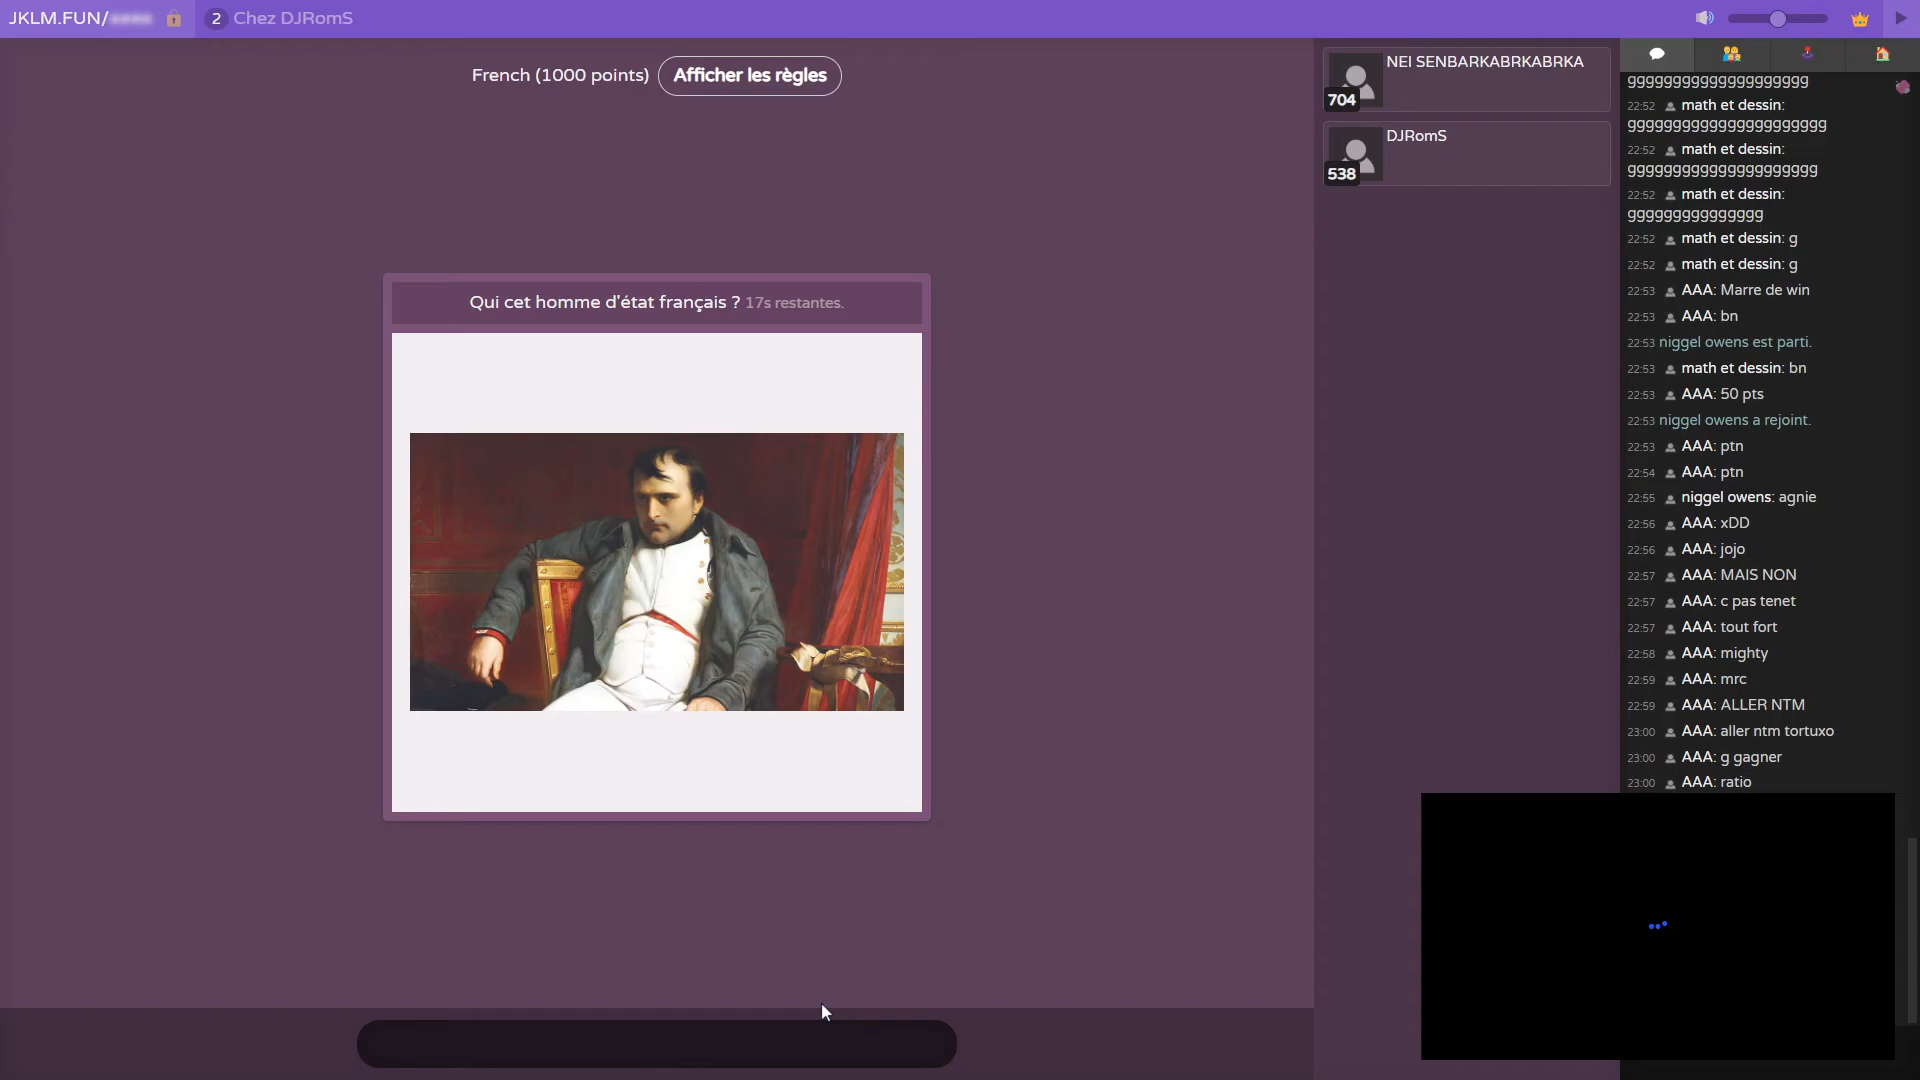 JKLM.FUN/
2 Chez DJRomS
French (1000 points) Afficher les règles
Qui cet homme d'état français ? 17s restantes.
NEI SENBARKABRKABRKA
704
DJRomS
538
gggggggggggggggggggg
22:52 math et dessin:
gggggggggggggggggggggg
22:52 math et dessin:
ggggggggggggggggggggg
22:52 math et dessin:
ggggggggggggggg
22:52 math et dessin: g
22:52 math et dessin: g
22:53 AAA: Marre de win
22:53 AAA: bn
22:53 niggel owens est parti.
22:53 math et dessin: bn
22:53 AAA: 50 pts
22:53 niggel owens a rejoint.
22:53 AAA: ptn
22:54 AAA: ptn
22:55 niggel owens: agnie
22:56 AAA: xDD
22:56 AAA: jojo
22:57 AAA: MAIS NON
22:57 AAA: c pas tenet
22:57 AAA: tout fort
22:58 AAA: mighty
22:59 AAA: mrc
22:59 AAA: ALLER NTM
23:00 AAA: aller ntm tortuxo
23:00 AAA: g gagner
23:00 AAA: ratio